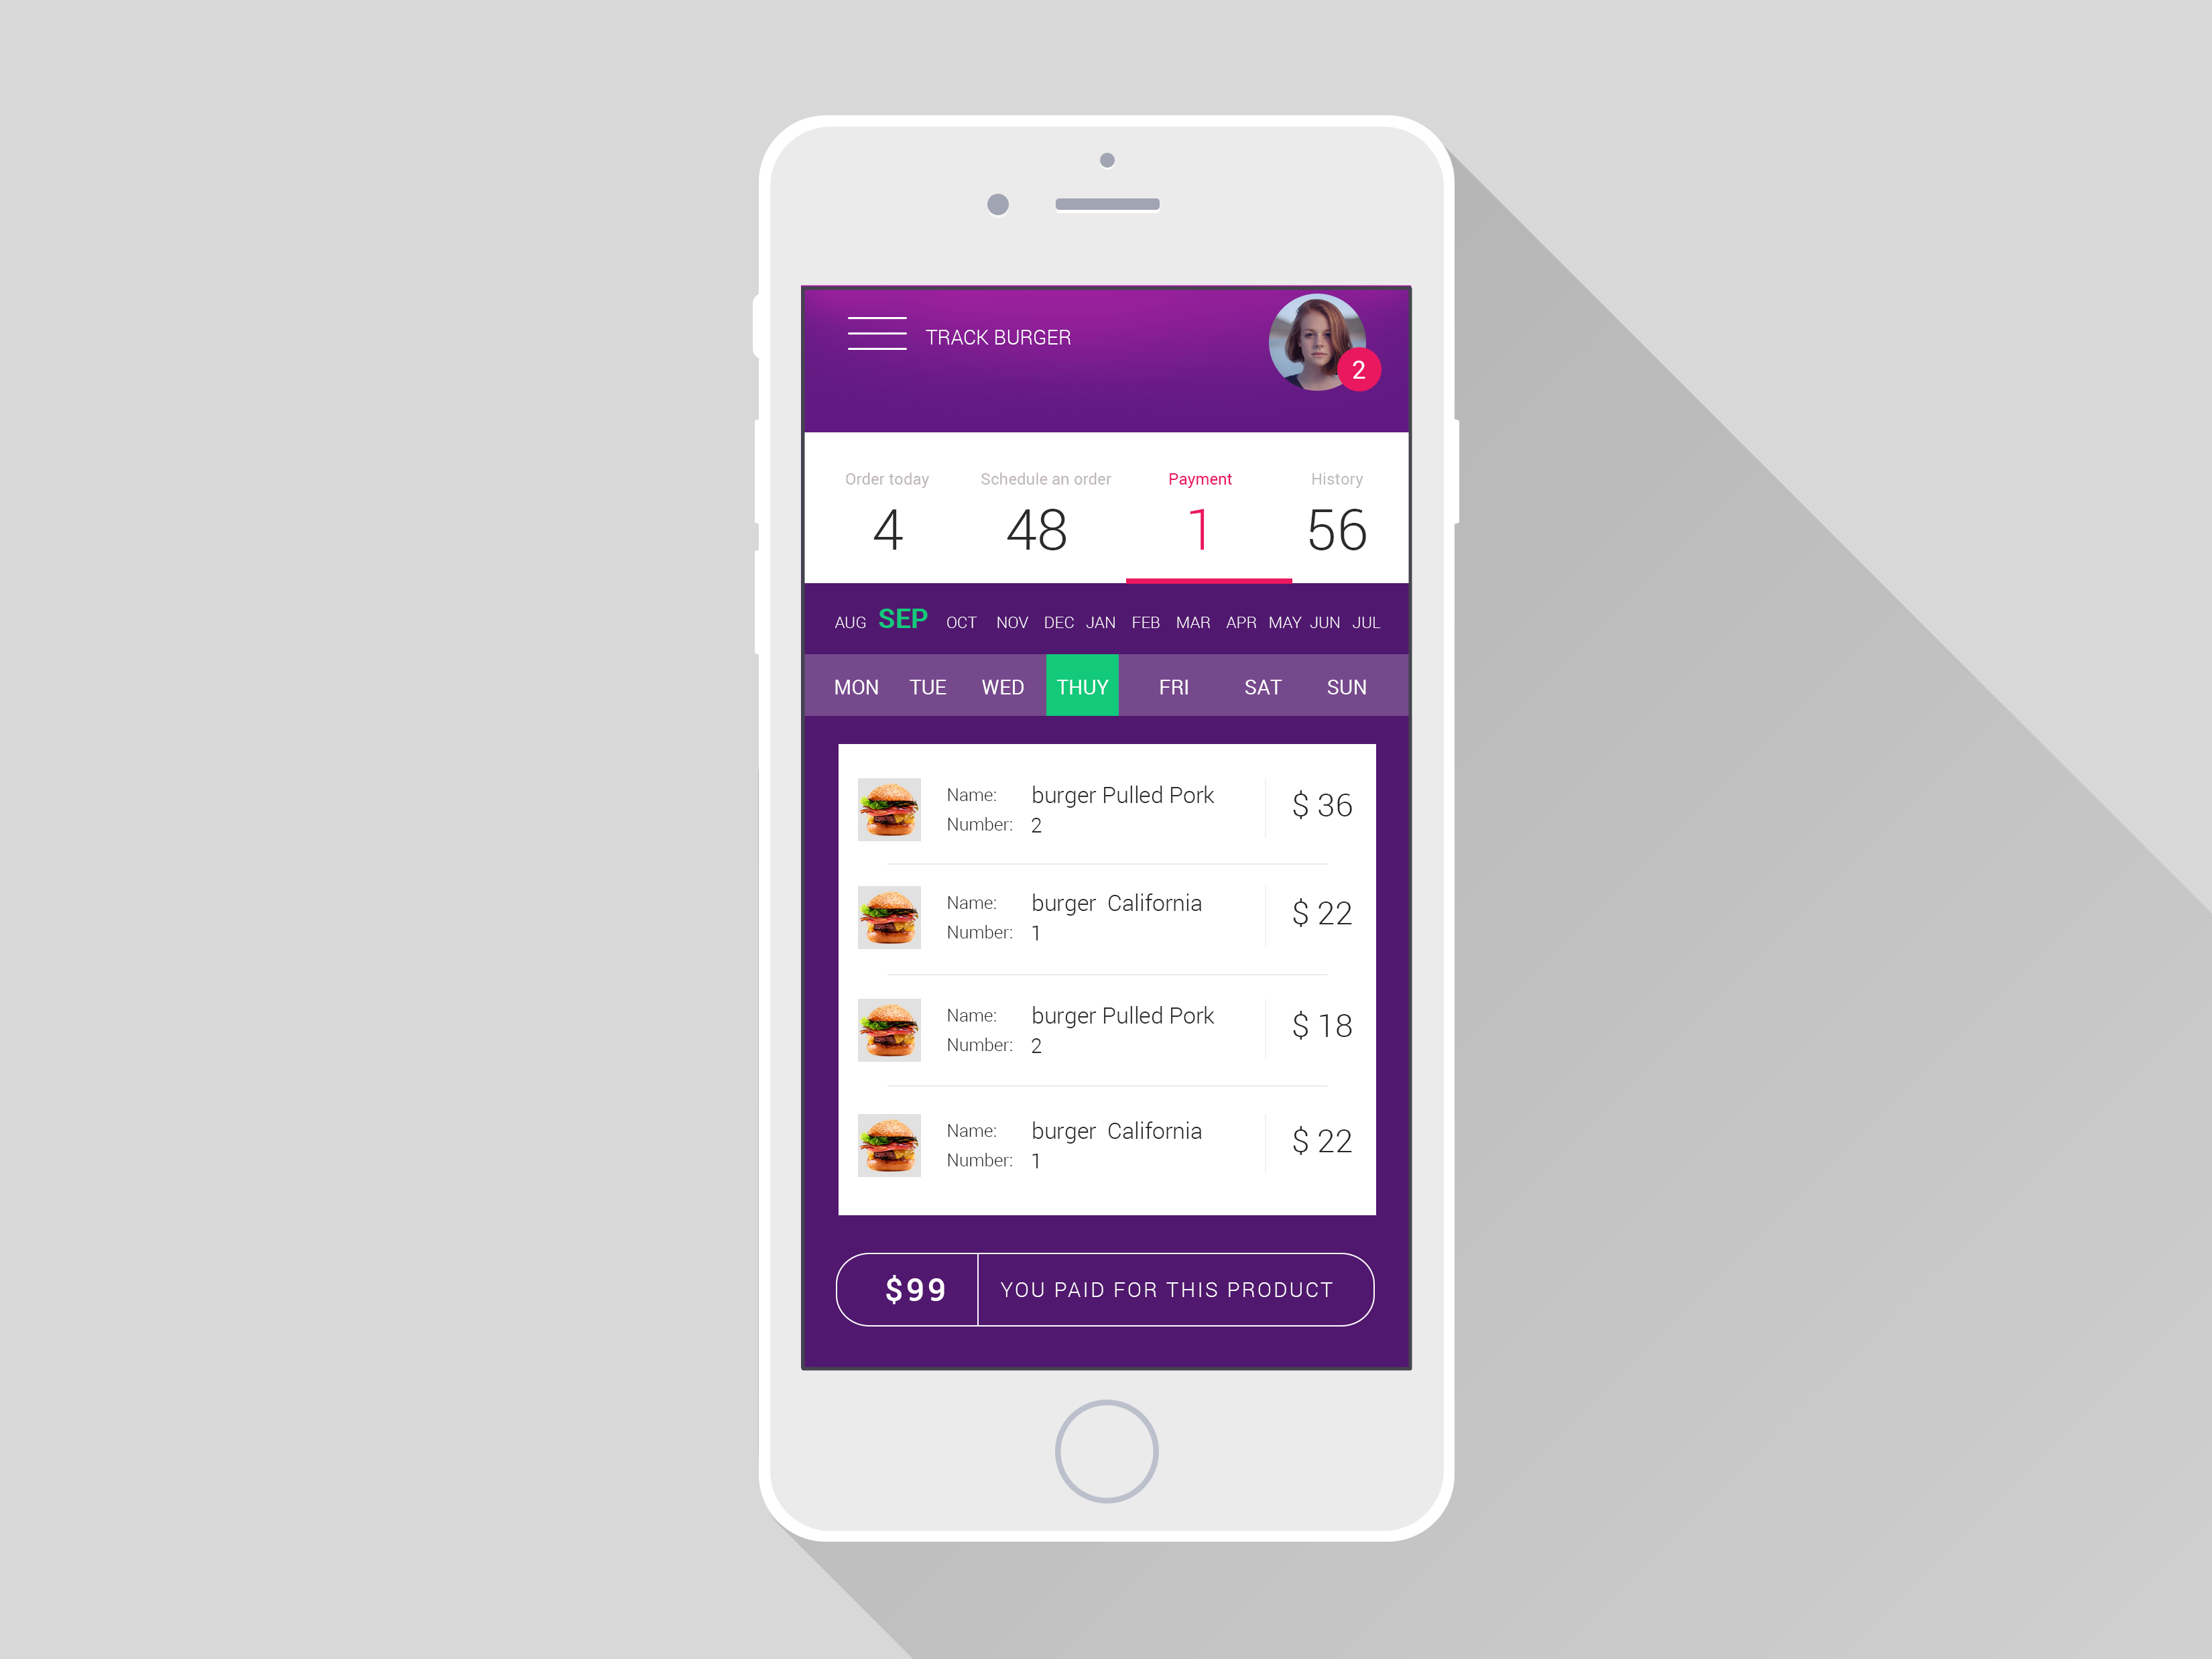 TRACK BURGER
2
Order today Schedule an order Payment History
4 48 1 56
AUG SEP OCT NOV DEC JAN FEB MAR APR MAY JUN JUL
MON TUE WED THUY FRI SAT SUN
Name: burger Pulled Pork $ 36
Number: 2
Name: burger California $ 22
Number: 1
Name: burger Pulled Pork $ 18
Number: 2
Name: burger California $ 22
Number: 1
$99 YOU PAID FOR THIS PRODUCT